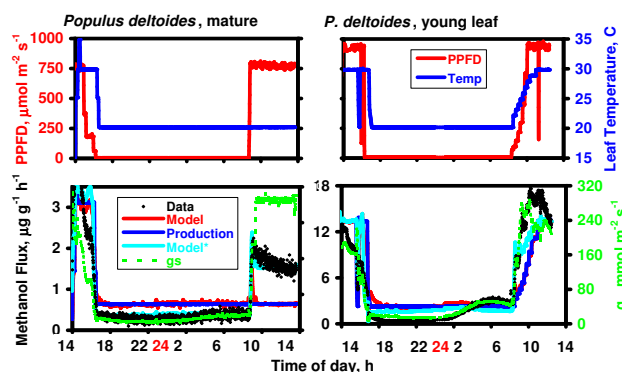 Populus deltoides, mature
P. deltoides, young leaf
PPFD, µmol m-2 s-1
1000
750
500
250
0
PPFD
Temp
35
30
25
20
15
Leaf Temperature, C
Methanol Flux, µg g-1 h-1
3
2
1
0
Data
Model
Production
Model*
gs
18
12
6
3
0
320
240
160
80
0
mmol m-2 s-1
14 18 22 24 2 6 10 14
14 18 22 24 2 6 10 14
Time of day, h